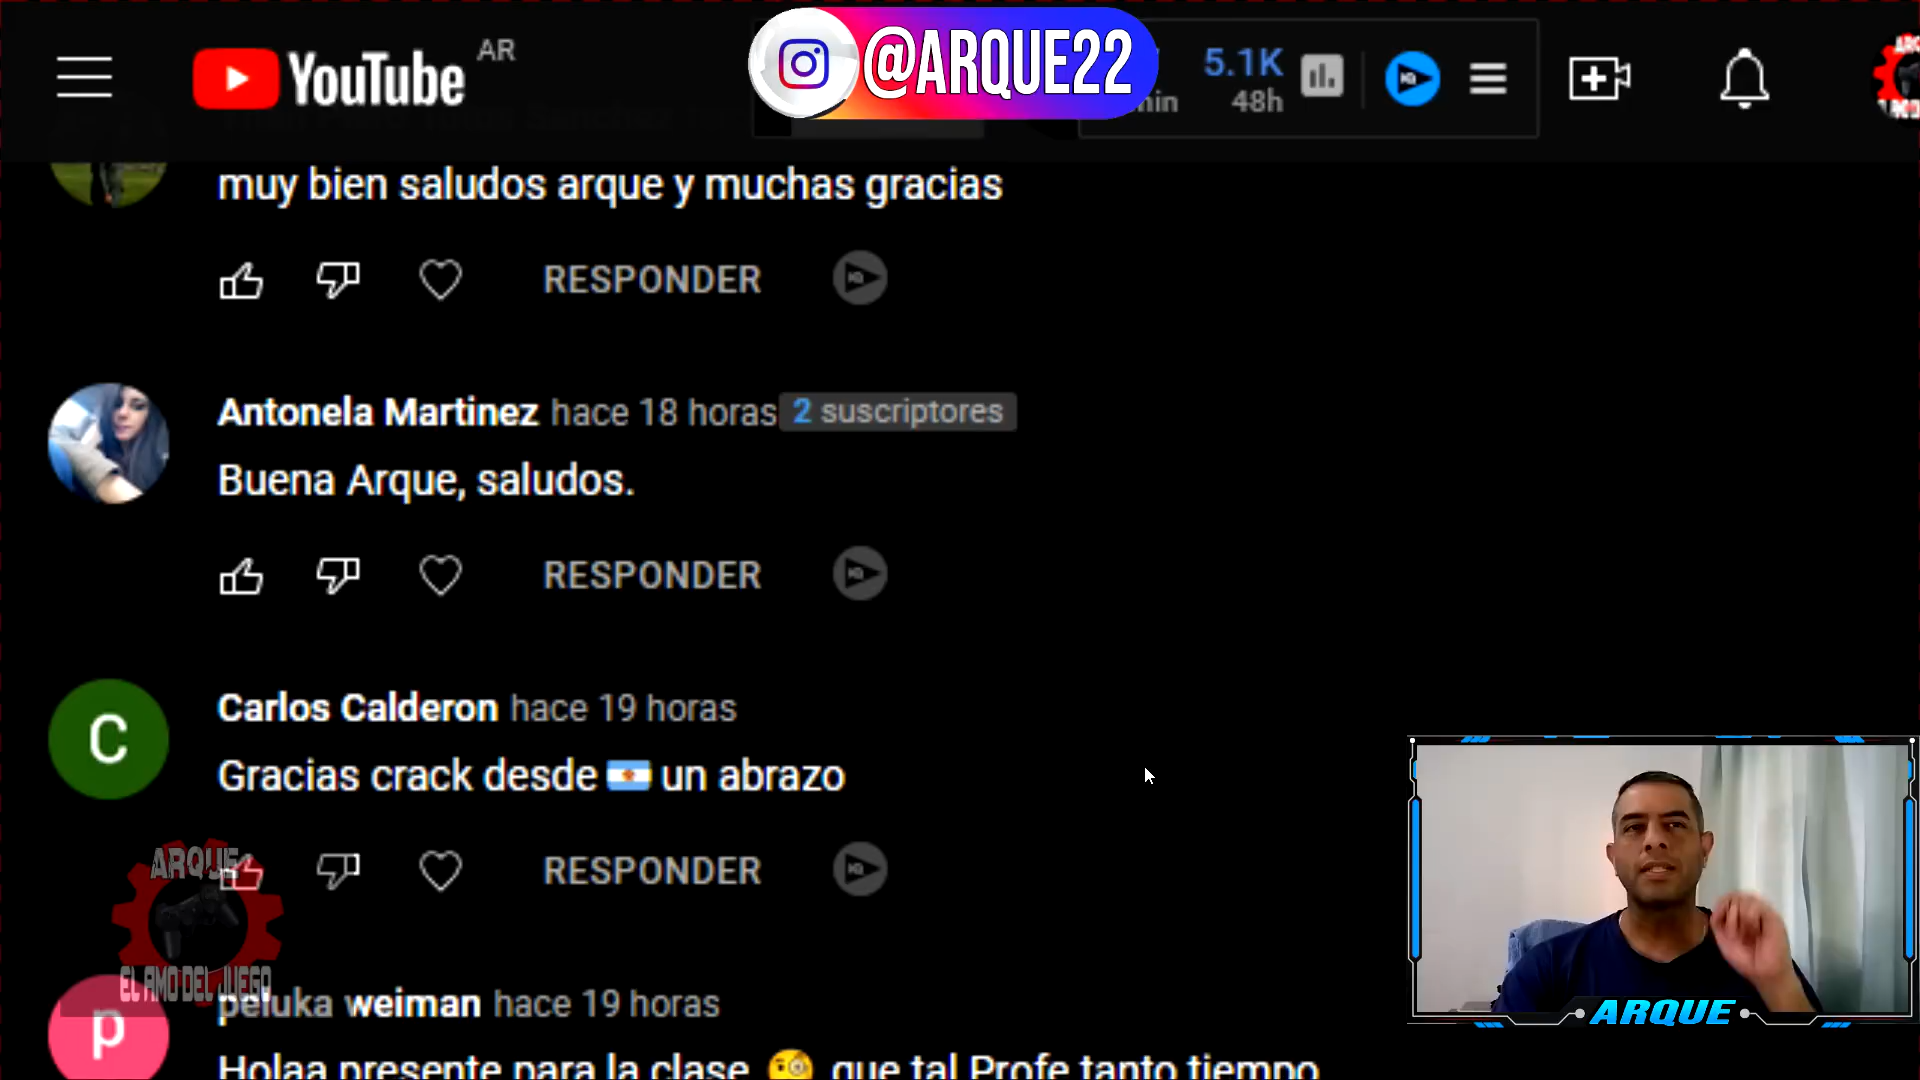 YouTube AR
@ARQUE22
min
5.1K
48h
muy bien saludos arque y muchas gracias
RESPONDER
Antonela Martinez hace 18 horas 2 suscriptores
Buena Arque, saludos.
RESPONDER
C
Carlos Calderon hace 19 horas
Gracias crack desde 🇦🇷 un abrazo
RESPONDER
ARQUE
EL AMO DEL JUEGO
p
peluka weiman hace 19 horas
Holaa presente para la clase 🧐 que tal Profe tanto tiempo
ARQUE